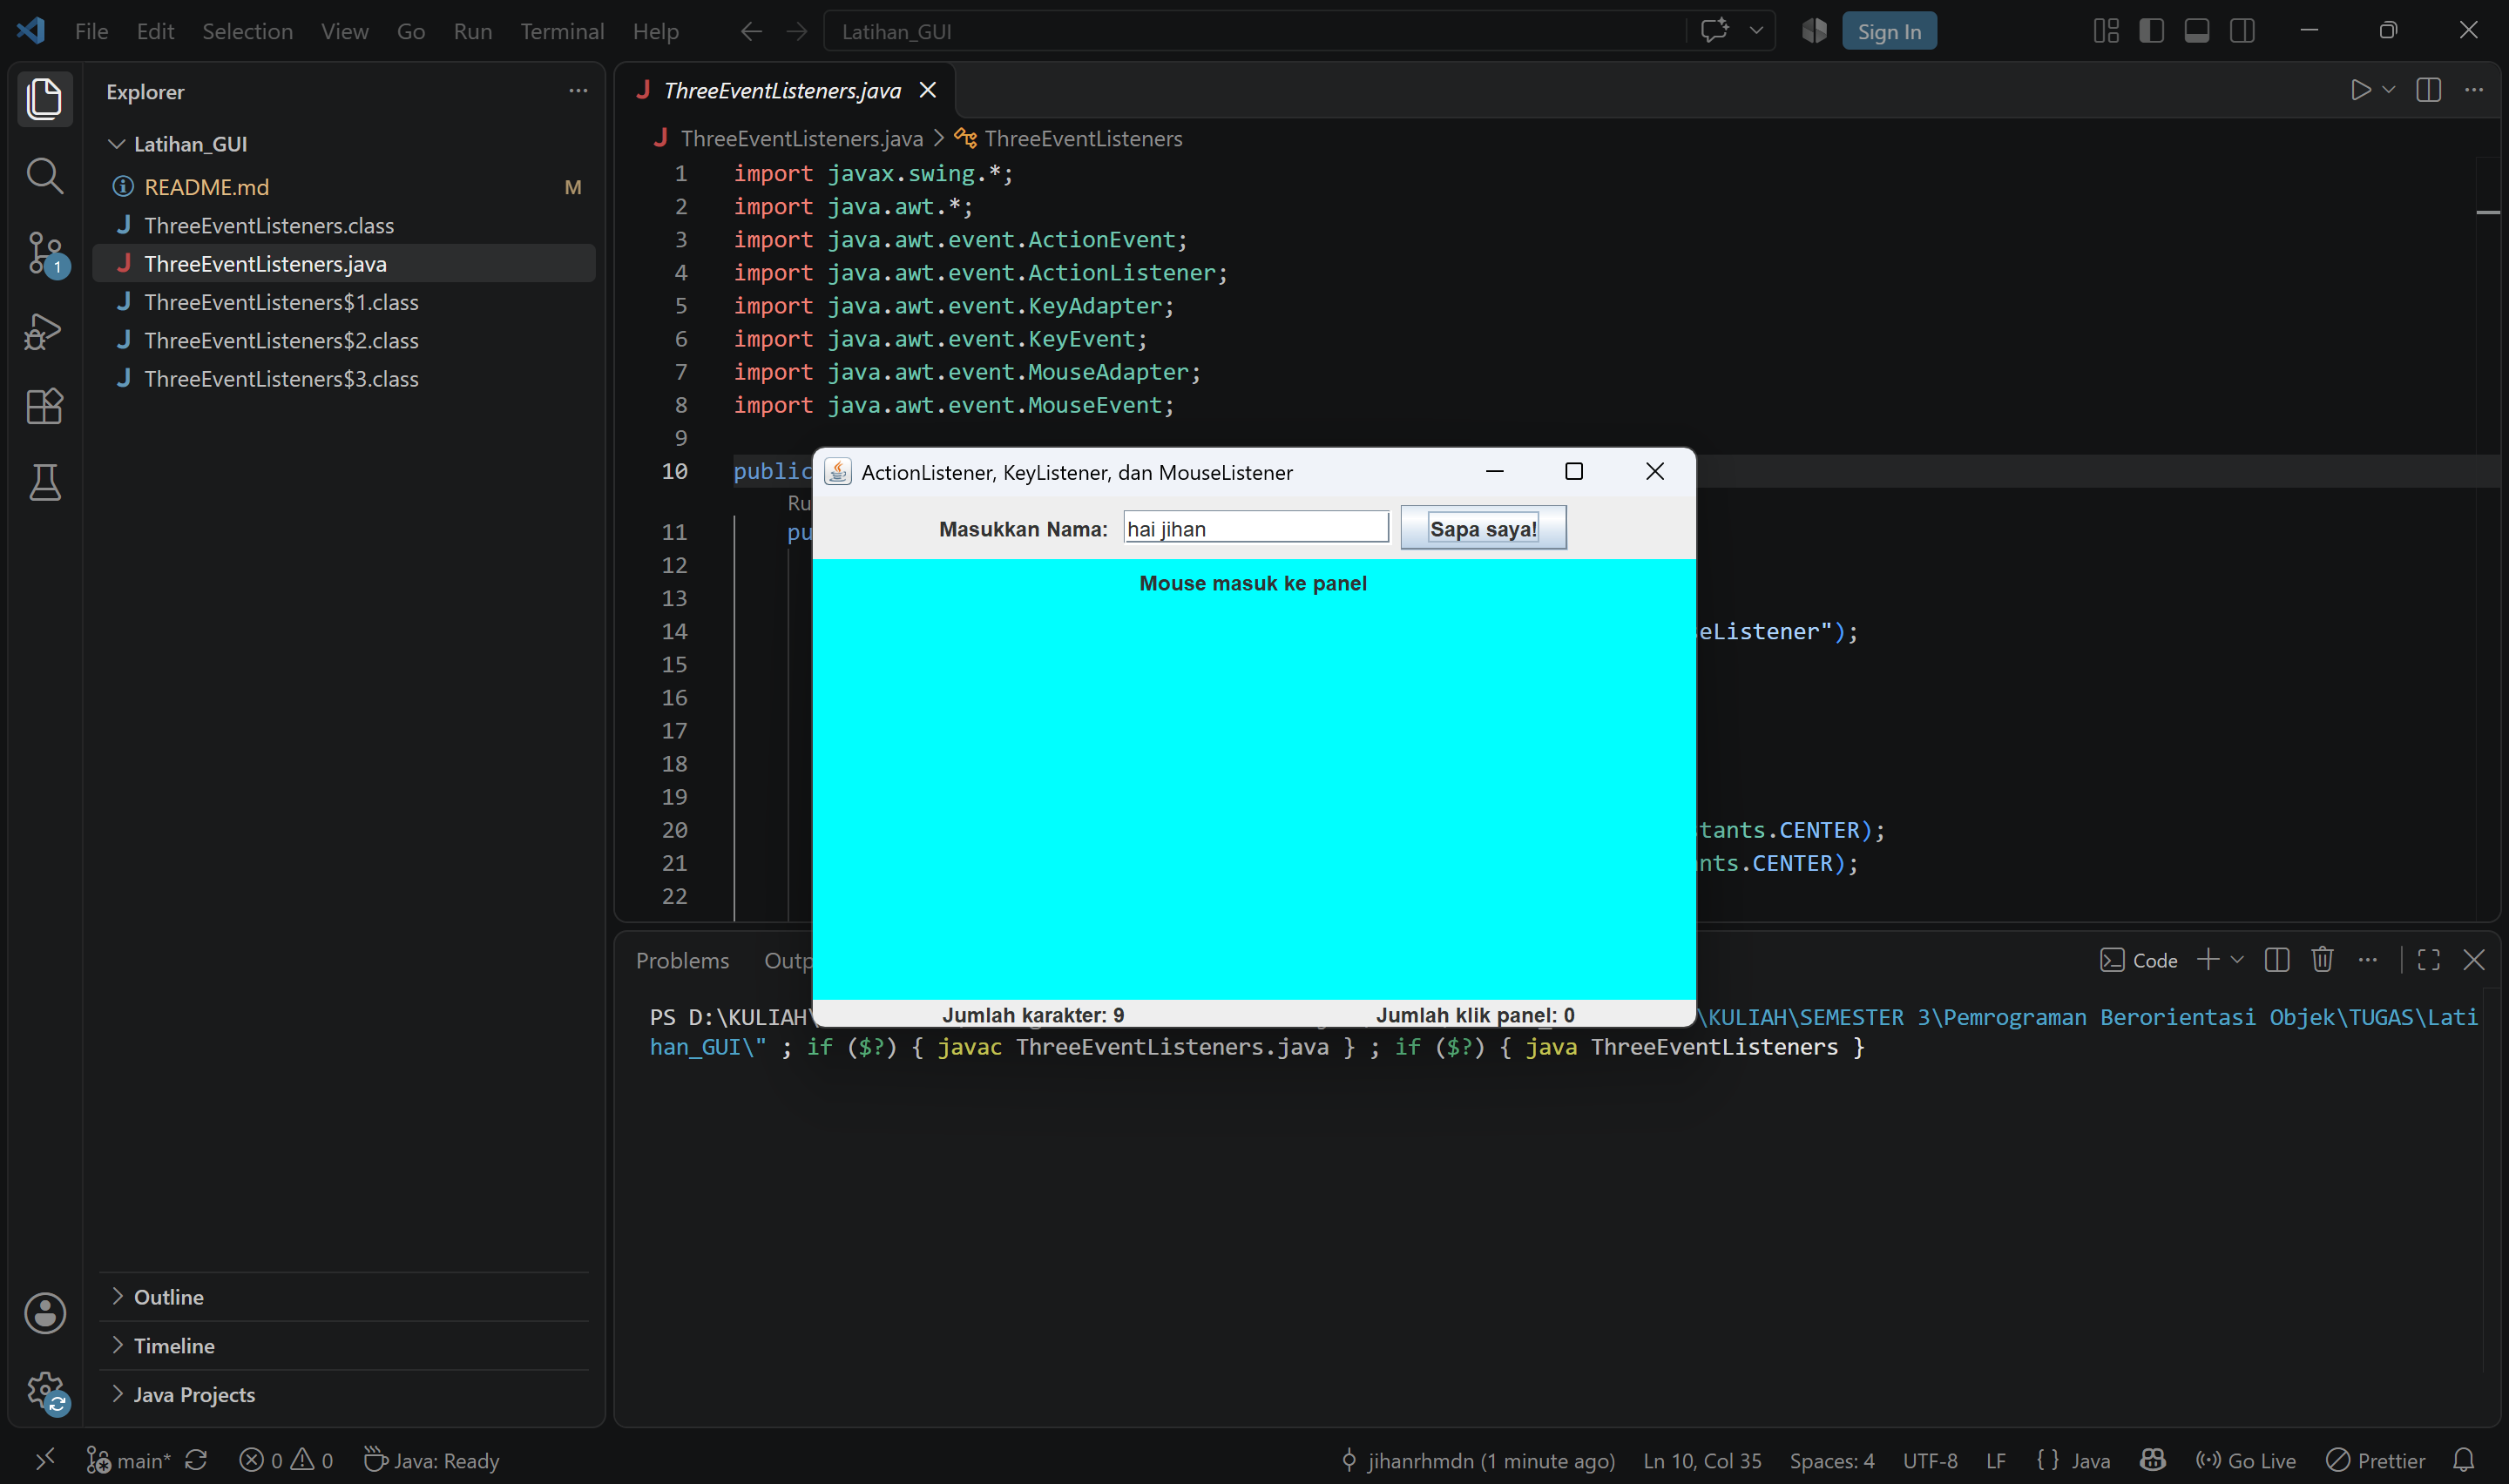 File Edit Selection View Go Run Terminal Help
Latihan_GUI
Sign In
Explorer
Latihan_GUI
README.md M
ThreeEventListeners.class
ThreeEventListeners.java
ThreeEventListeners$1.class
ThreeEventListeners$2.class
ThreeEventListeners$3.class
1
Outline
Timeline
Java Projects
ThreeEventListeners.java
ThreeEventListeners.java > ThreeEventListeners
1 import javax.swing.*;
2 import java.awt.*;
3 import java.awt.event.ActionEvent;
4 import java.awt.event.ActionListener;
5 import java.awt.event.KeyAdapter;
6 import java.awt.event.KeyEvent;
7 import java.awt.event.MouseAdapter;
8 import java.awt.event.MouseEvent;
9
10 public
Ru
11 pu
12
13
14 eListener");
15
16
17
18
19
20 tants.CENTER);
21 nts.CENTER);
22
ActionListener, KeyListener, dan MouseListener
Masukkan Nama: hai jihan Sapa saya!
Mouse masuk ke panel
Jumlah karakter: 9 Jumlah klik panel: 0
Problems Outp
Code
PS D:\KULIAH\ \KULIAH\SEMESTER 3\Pemrograman Berorientasi Objek\TUGAS\Lati
han_GUI\" ; if ($?) { javac ThreeEventListeners.java } ; if ($?) { java ThreeEventListeners }
main* 0 0 Java: Ready
jihanrhmdn (1 minute ago) Ln 10, Col 35 Spaces: 4 UTF-8 LF {} Java Go Live Prettier